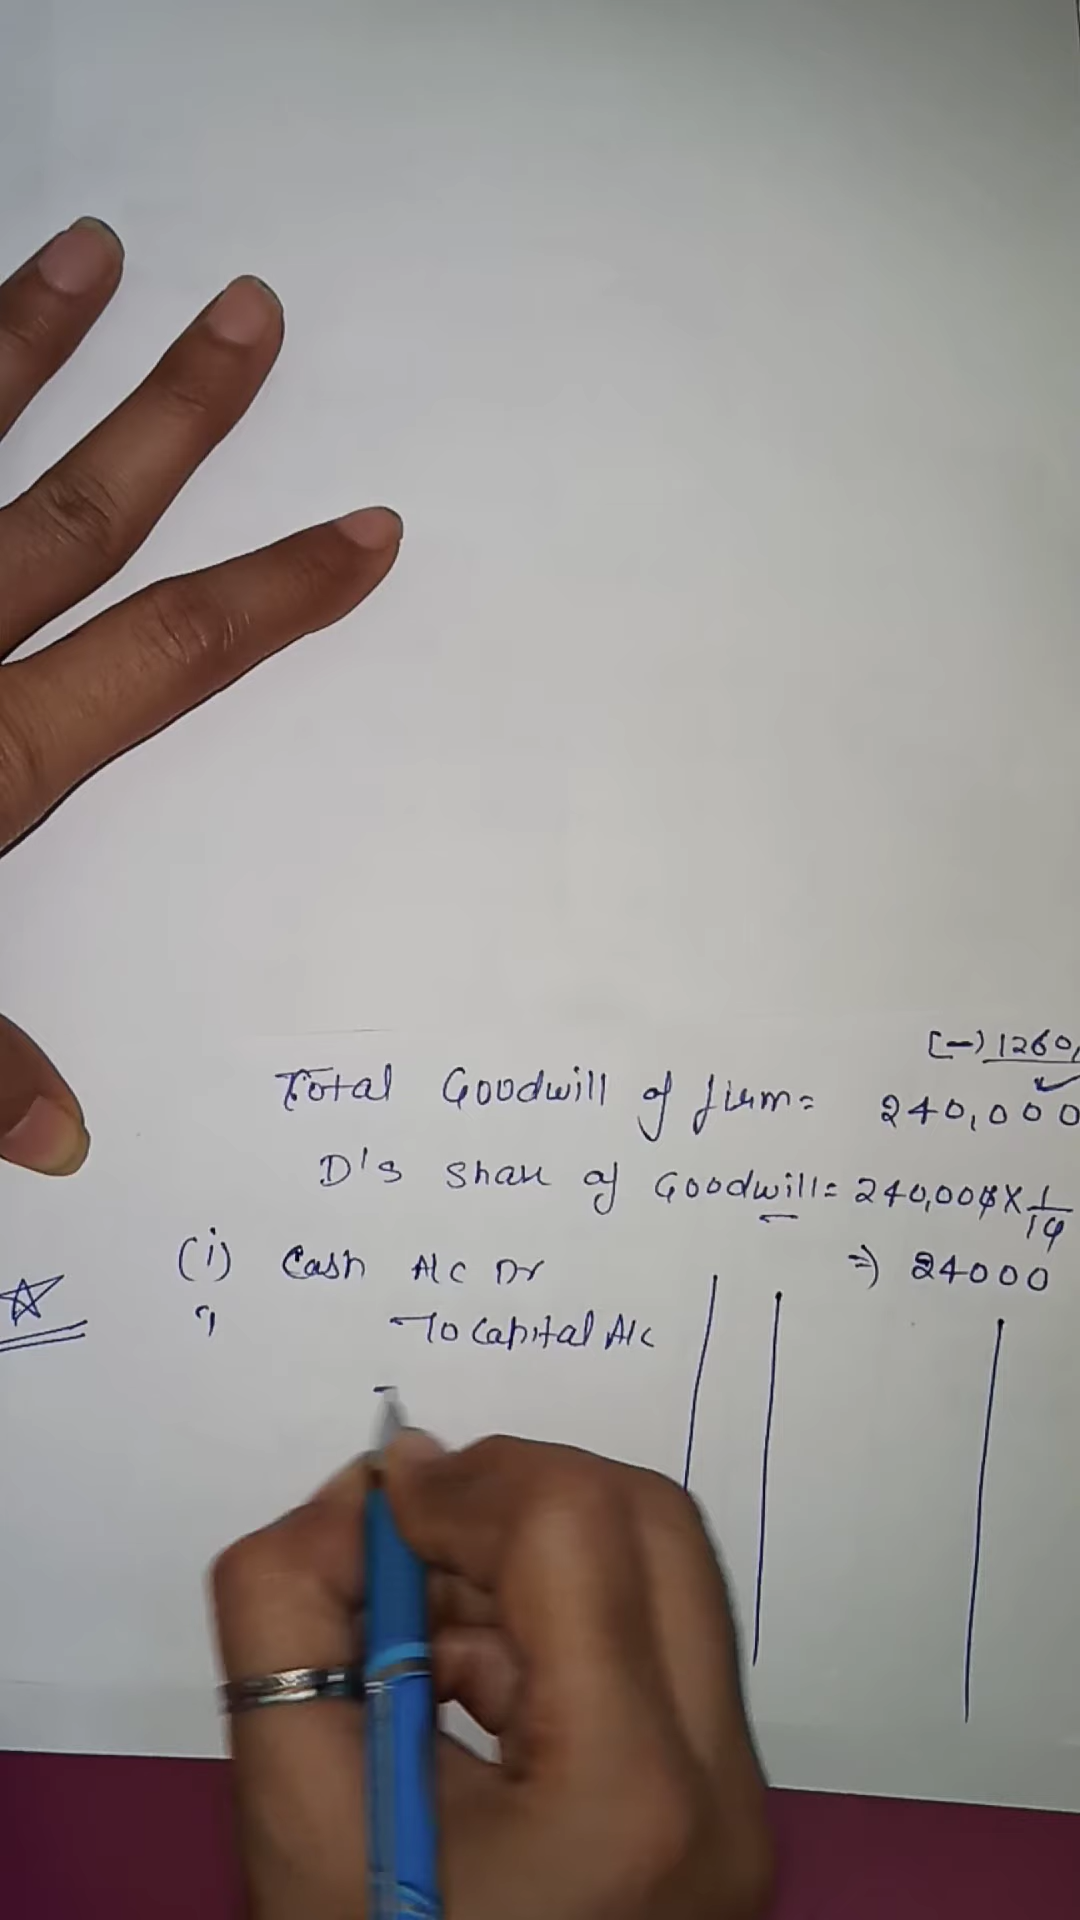 (-) 1260,
Total Goodwill of firm = 240,000
D's share of Goodwill = 240,000 X 1/10
(i) Cash A/C Dr => 24000
To Capital A/c